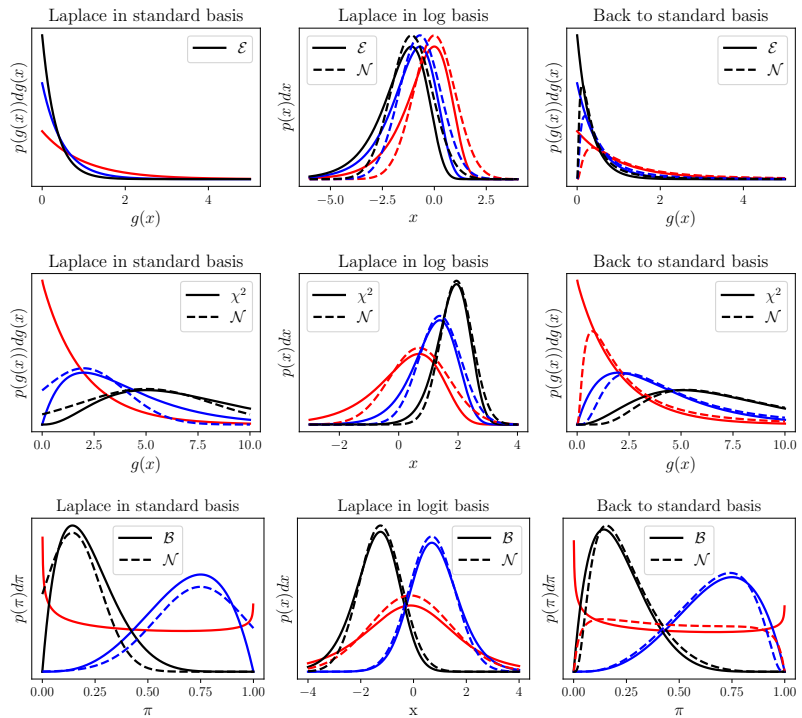 Laplace in standard basis
p(g(x))dg(x)
ℰ
0 2 4
g(x)
Laplace in log basis
p(x)dx
ℰ
𝒩
−5.0 −2.5 0.0 2.5
x
Back to standard basis
p(g(x))dg(x)
ℰ
𝒩
0 2 4
g(x)
Laplace in standard basis
p(g(x))dg(x)
χ²
𝒩
0.0 2.5 5.0 7.5 10.0
g(x)
Laplace in log basis
p(x)dx
χ²
𝒩
−2 0 2 4
x
Back to standard basis
p(g(x))dg(x)
χ²
𝒩
0.0 2.5 5.0 7.5 10.0
g(x)
Laplace in standard basis
p(π)dπ
ℬ
𝒩
0.00 0.25 0.50 0.75 1.00
π
Laplace in logit basis
p(x)dx
ℬ
𝒩
−4 −2 0 2 4
x
Back to standard basis
p(π)dπ
ℬ
𝒩
0.00 0.25 0.50 0.75 1.00
π